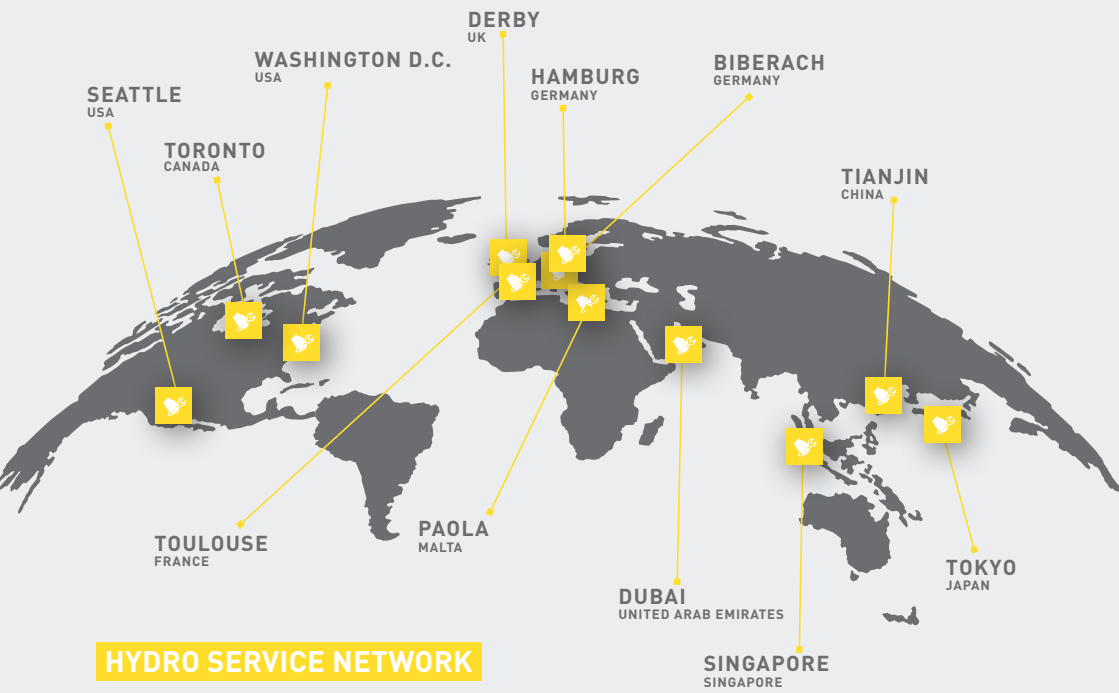 DERBY
UK
WASHINGTON D.C.
USA
HAMBURG
GERMANY
BIBERACH
GERMANY
SEATTLE
USA
TORONTO
CANADA
TIANJIN
CHINA
TOULOUSE
FRANCE
PAOLA
MALTA
DUBAI
UNITED ARAB EMIRATES
TOKYO
JAPAN
SINGAPORE
SINGAPORE
HYDRO SERVICE NETWORK